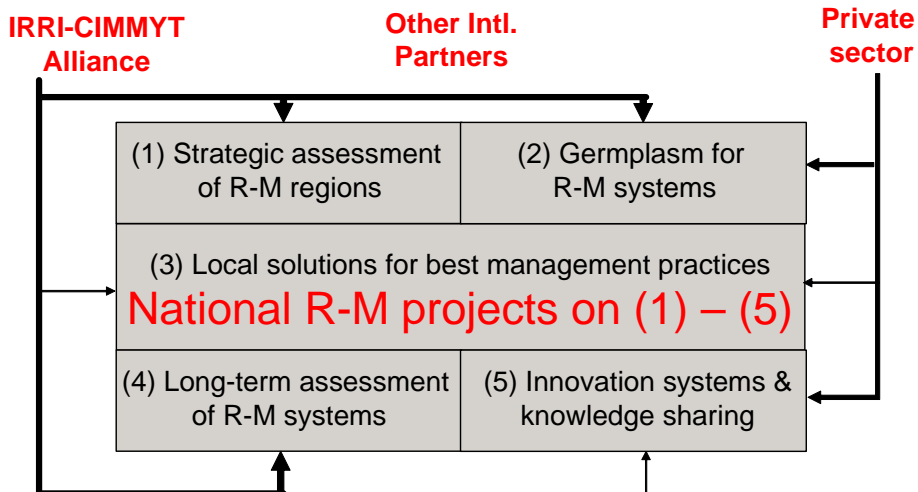 IRRI-CIMMYT
Alliance
Other Intl.
Partners
Private
sector
(1) Strategic assessment
of R-M regions
(2) Germplasm for
R-M systems
(3) Local solutions for best management practices
National R-M projects on (1) – (5)
(4) Long-term assessment
of R-M systems
(5) Innovation systems &
knowledge sharing